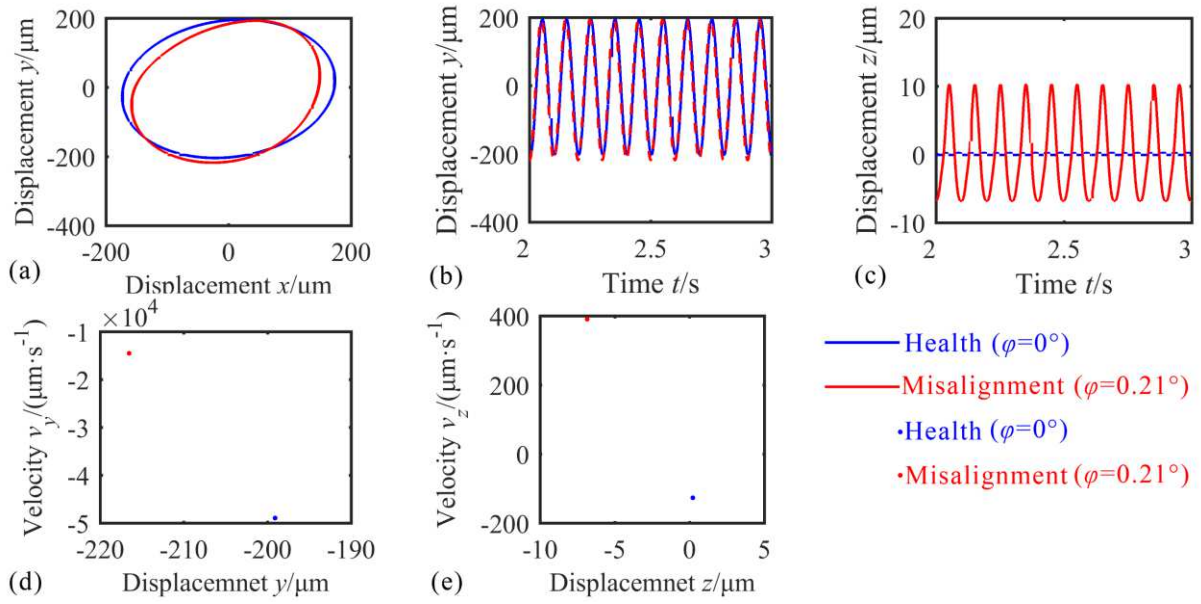 200
0
-200
-400
-200
0
200
Displacement y/μm
Displacement x/μm
(a)
200
0
-200
-400
2
2.5
3
Displacement y/μm
Time t/s
(b)
20
10
0
-10
2
2.5
3
Displacement z/μm
Time t/s
(c)
×10⁴
-1
-2
-3
-4
-5
-220
-210
-200
-190
Velocity v_y/(μm·s⁻¹)
Displacemnet y/μm
(d)
400
200
0
-200
-10
-5
0
5
Velocity v_z/(μm·s⁻¹)
Displacemnet z/μm
(e)
Health (φ=0°)
Misalignment (φ=0.21°)
Health (φ=0°)
Misalignment (φ=0.21°)